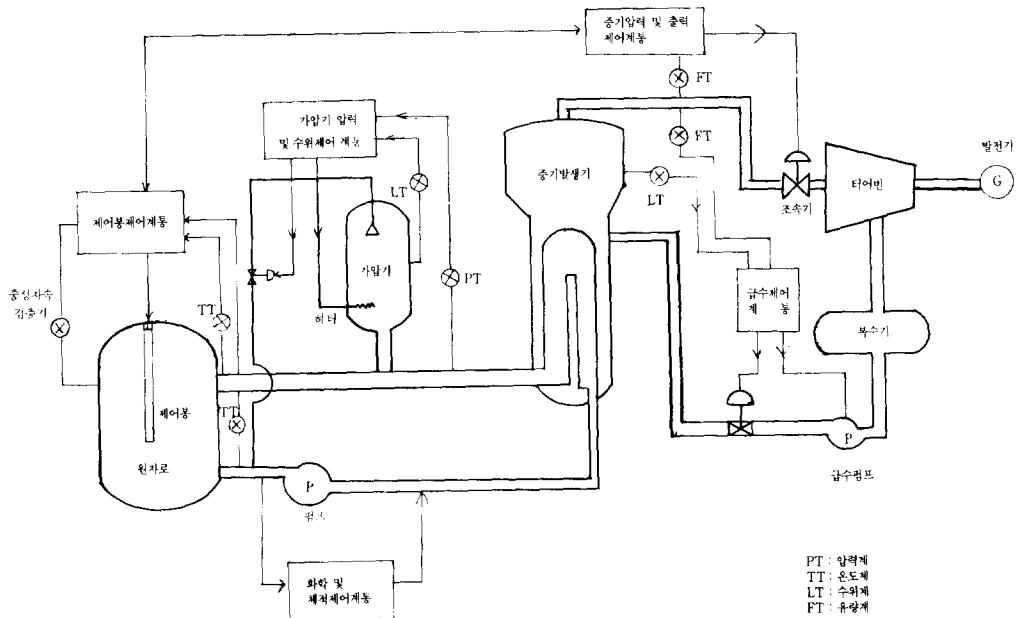 증기압력 및 출력
제어계통
FT
가압기 압력
및 수위제어 계통
FT
발전기
증기발생기
LT
LT
터어빈
G
조속기
제어봉제어계통
가압기
PT
급수제어
계 통
중성자속
검출기
TT
히터
복수기
제어봉
TT
원자로
P
P
펌프
급수펌프
화학 및
체적제어계통
PT : 압력계
TT : 온도체
LT : 수위계
FT : 유량계